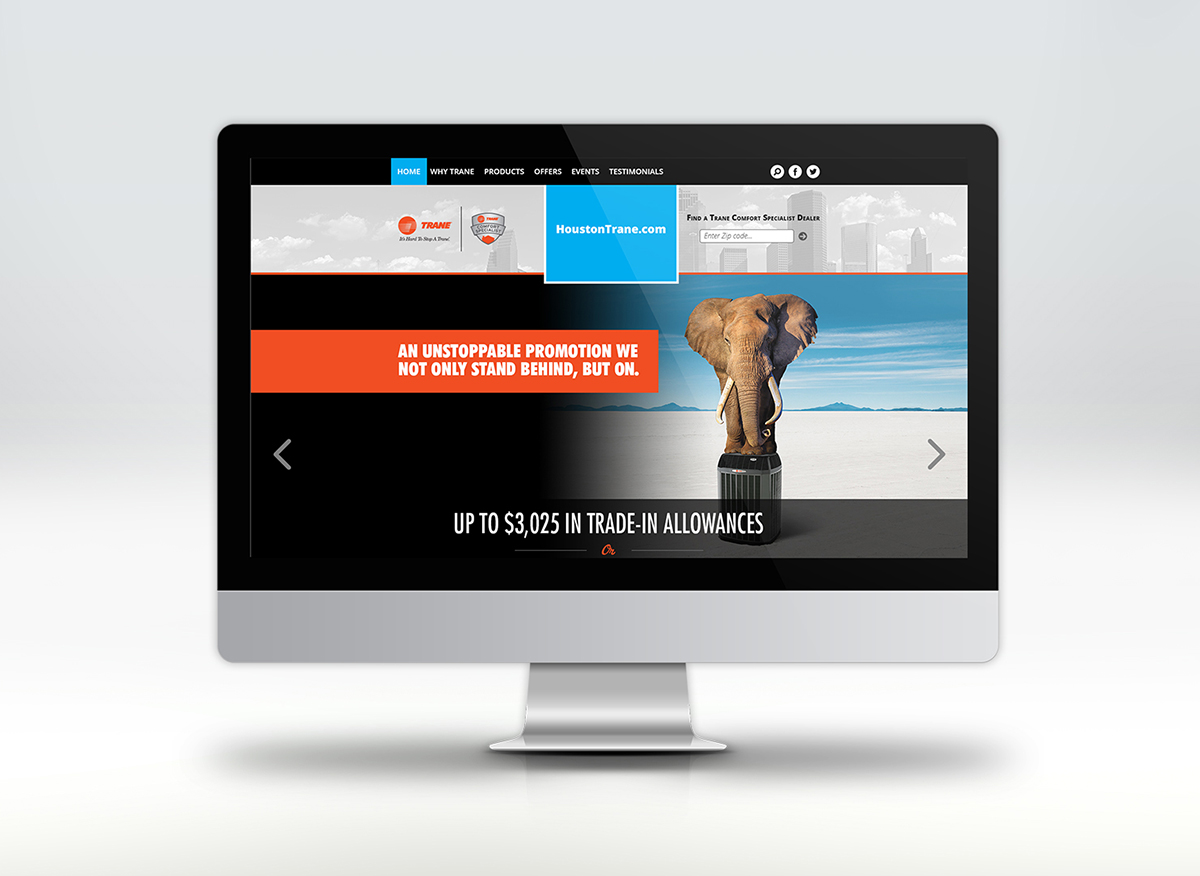 HOME WHY TRANE PRODUCTS OFFERS EVENTS TESTIMONIALS
TRANE
It's Hard To Stop A Trane.
TRANE
COMFORT
SPECIALIST
HoustonTrane.com
Find a Trane Comfort Specialist Dealer
Enter Zip code...
AN UNSTOPPABLE PROMOTION WE
NOT ONLY STAND BEHIND, BUT ON.
UP TO $3,025 IN TRADE-IN ALLOWANCES
Or